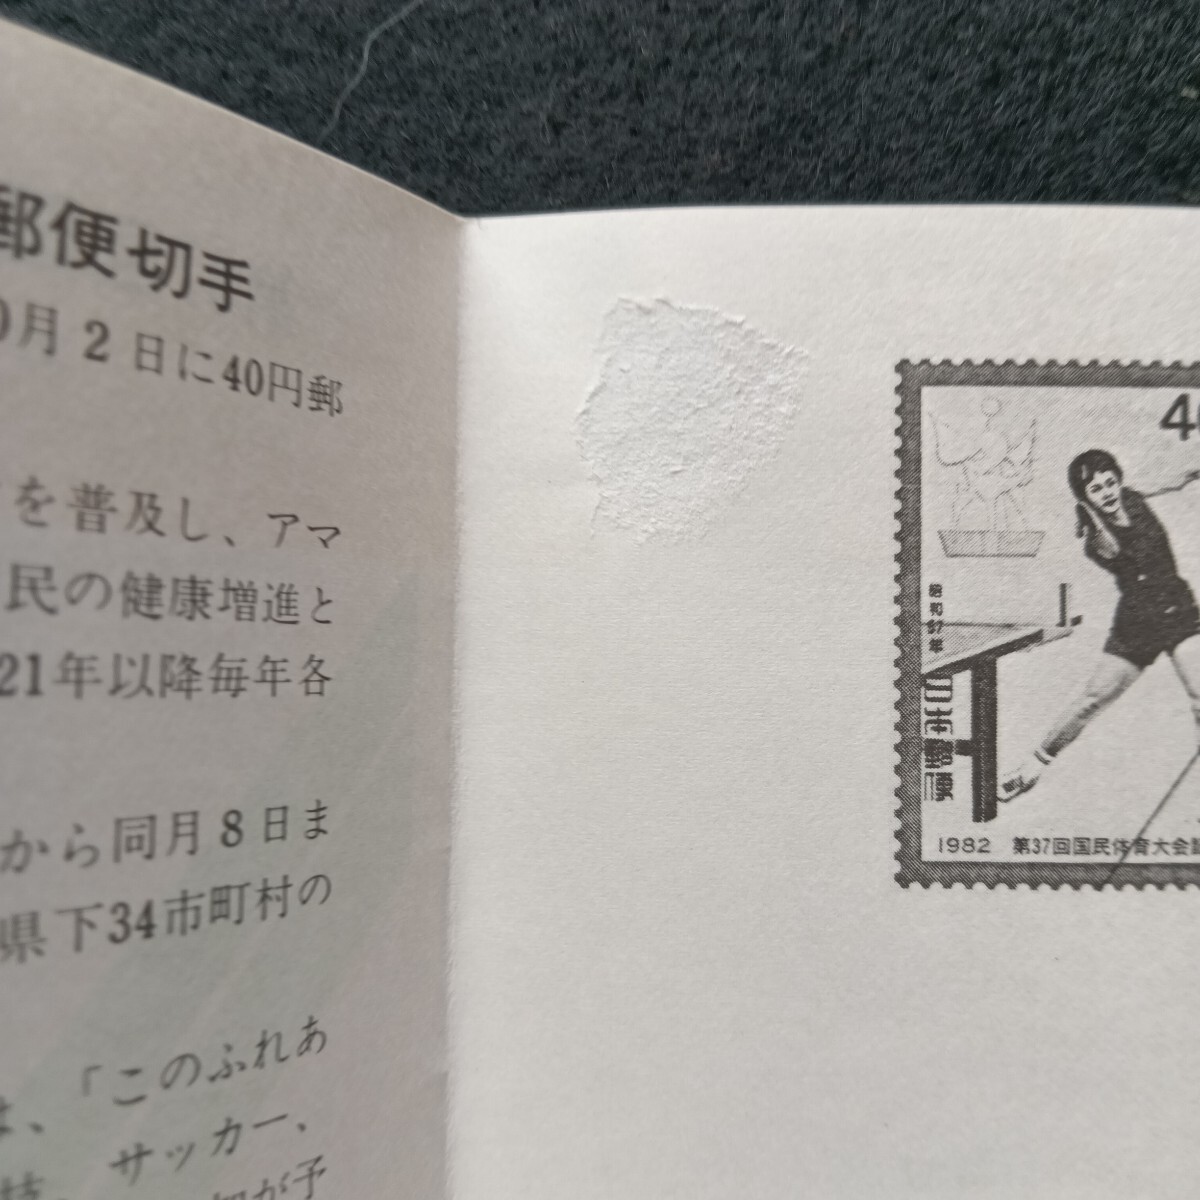 郵便切手
0月2日に40円郵
を普及し、アマ
民の健康増進と
21年以降毎年各
から同月8日ま
県下34市町村の
は、「このふれあ
サッカー、
技
が予
40
昭和57年
日本郵便
1982 第37回国民体育大会記